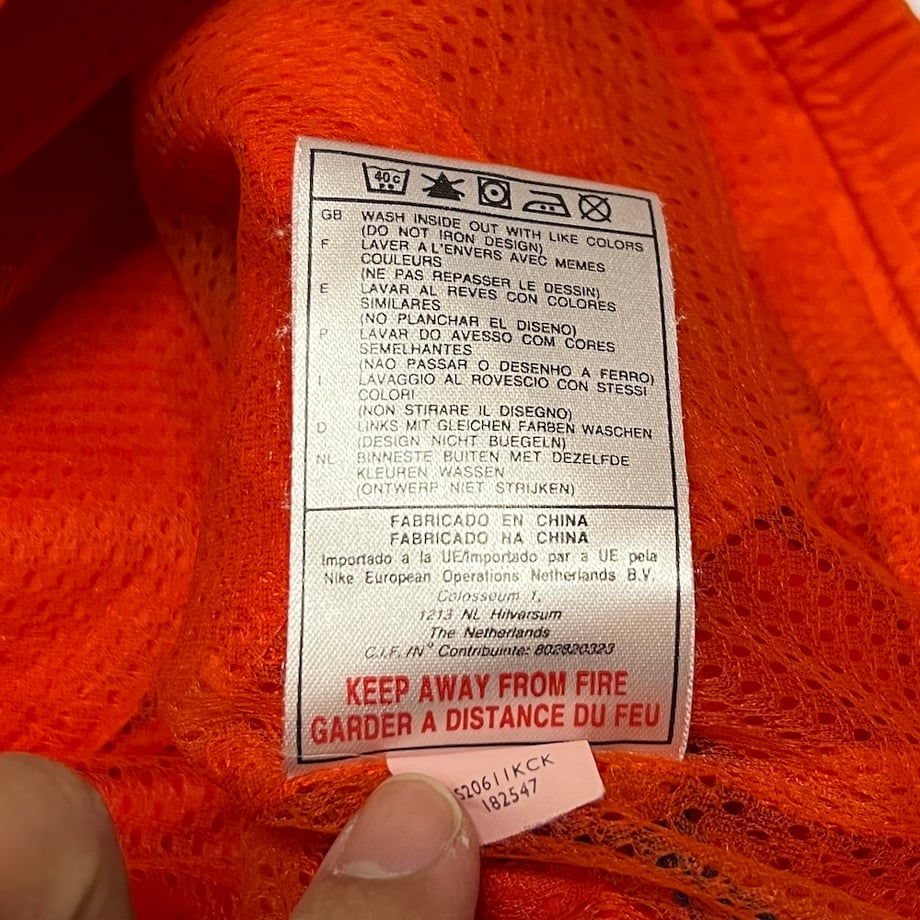 40c
GB WASH INSIDE OUT WITH LIKE COLORS
(DO NOT IRON DESIGN)
F LAVER A L'ENVERS AVEC MEMES
COULEURS
(NE PAS REPASSER LE DESSIN)
E LAVAR AL REVES CON COLORES
SIMILARES
(NO PLANCHAR EL DISENO)
P LAVAR DO AVESSO COM CORES
SEMELHANTES
(NAO PASSAR O DESENHO A FERRO)
I LAVAGGIO AL ROVESCIO CON STESSI
COLORI
(NON STIRARE IL DISEGNO)
D LINKS MIT GLEICHEN FARBEN WASCHEN
(DESIGN NICHT BUEGELN)
NL BINNESTE BUITEN MET DEZELFDE
KLEUREN WASSEN
(ONTWERP NIET STRIJKEN)
FABRICADO EN CHINA
FABRICADO NA CHINA
Importado a la UE/Importado par a UE pela
Nike European Operations Netherlands B.V.
Colosseum 1,
1213 NL Hilversum
The Netherlands
C.I.F. /N° Contribuinte: 802820323
KEEP AWAY FROM FIRE
GARDER A DISTANCE DU FEU
S20611KCK
182547